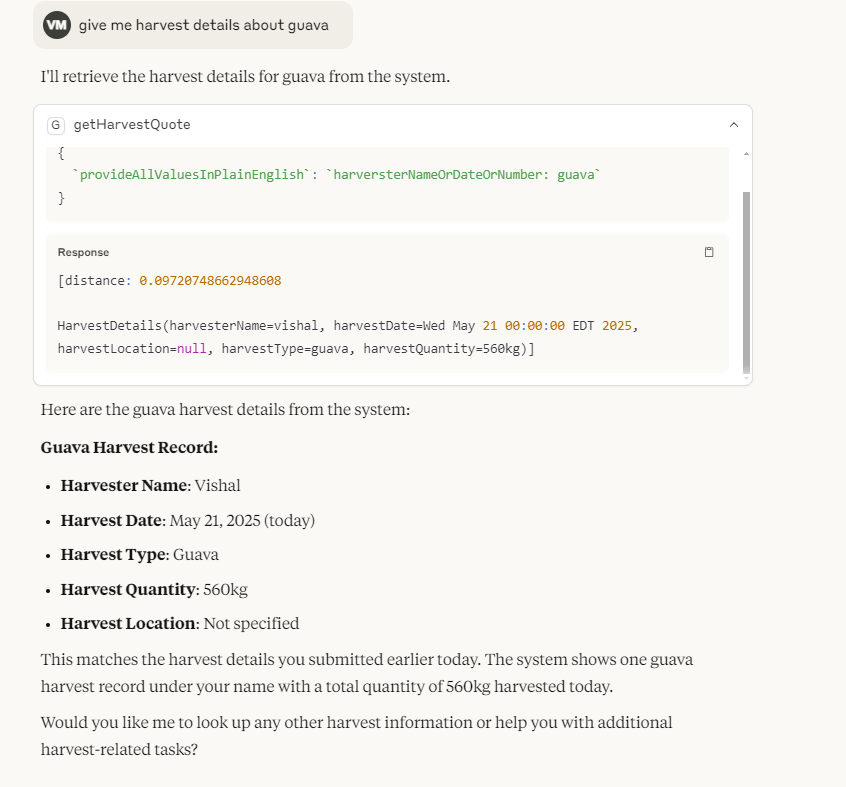 VM give me harvest details about guava
I'll retrieve the harvest details for guava from the system.
G getHarvestQuote
{
`provideAllValuesInPlainEnglish`: `harversterNameOrDateOrNumber: guava`
}
Response
[distance: 0.09720748662948608
HarvestDetails(harvesterName=vishal, harvestDate=Wed May 21 00:00:00 EDT 2025,
harvestLocation=null, harvestType=guava, harvestQuantity=560kg)]
Here are the guava harvest details from the system:
Guava Harvest Record:
• Harvester Name: Vishal
• Harvest Date: May 21, 2025 (today)
• Harvest Type: Guava
• Harvest Quantity: 560kg
• Harvest Location: Not specified
This matches the harvest details you submitted earlier today. The system shows one guava
harvest record under your name with a total quantity of 560kg harvested today.
Would you like me to look up any other harvest information or help you with additional
harvest-related tasks?